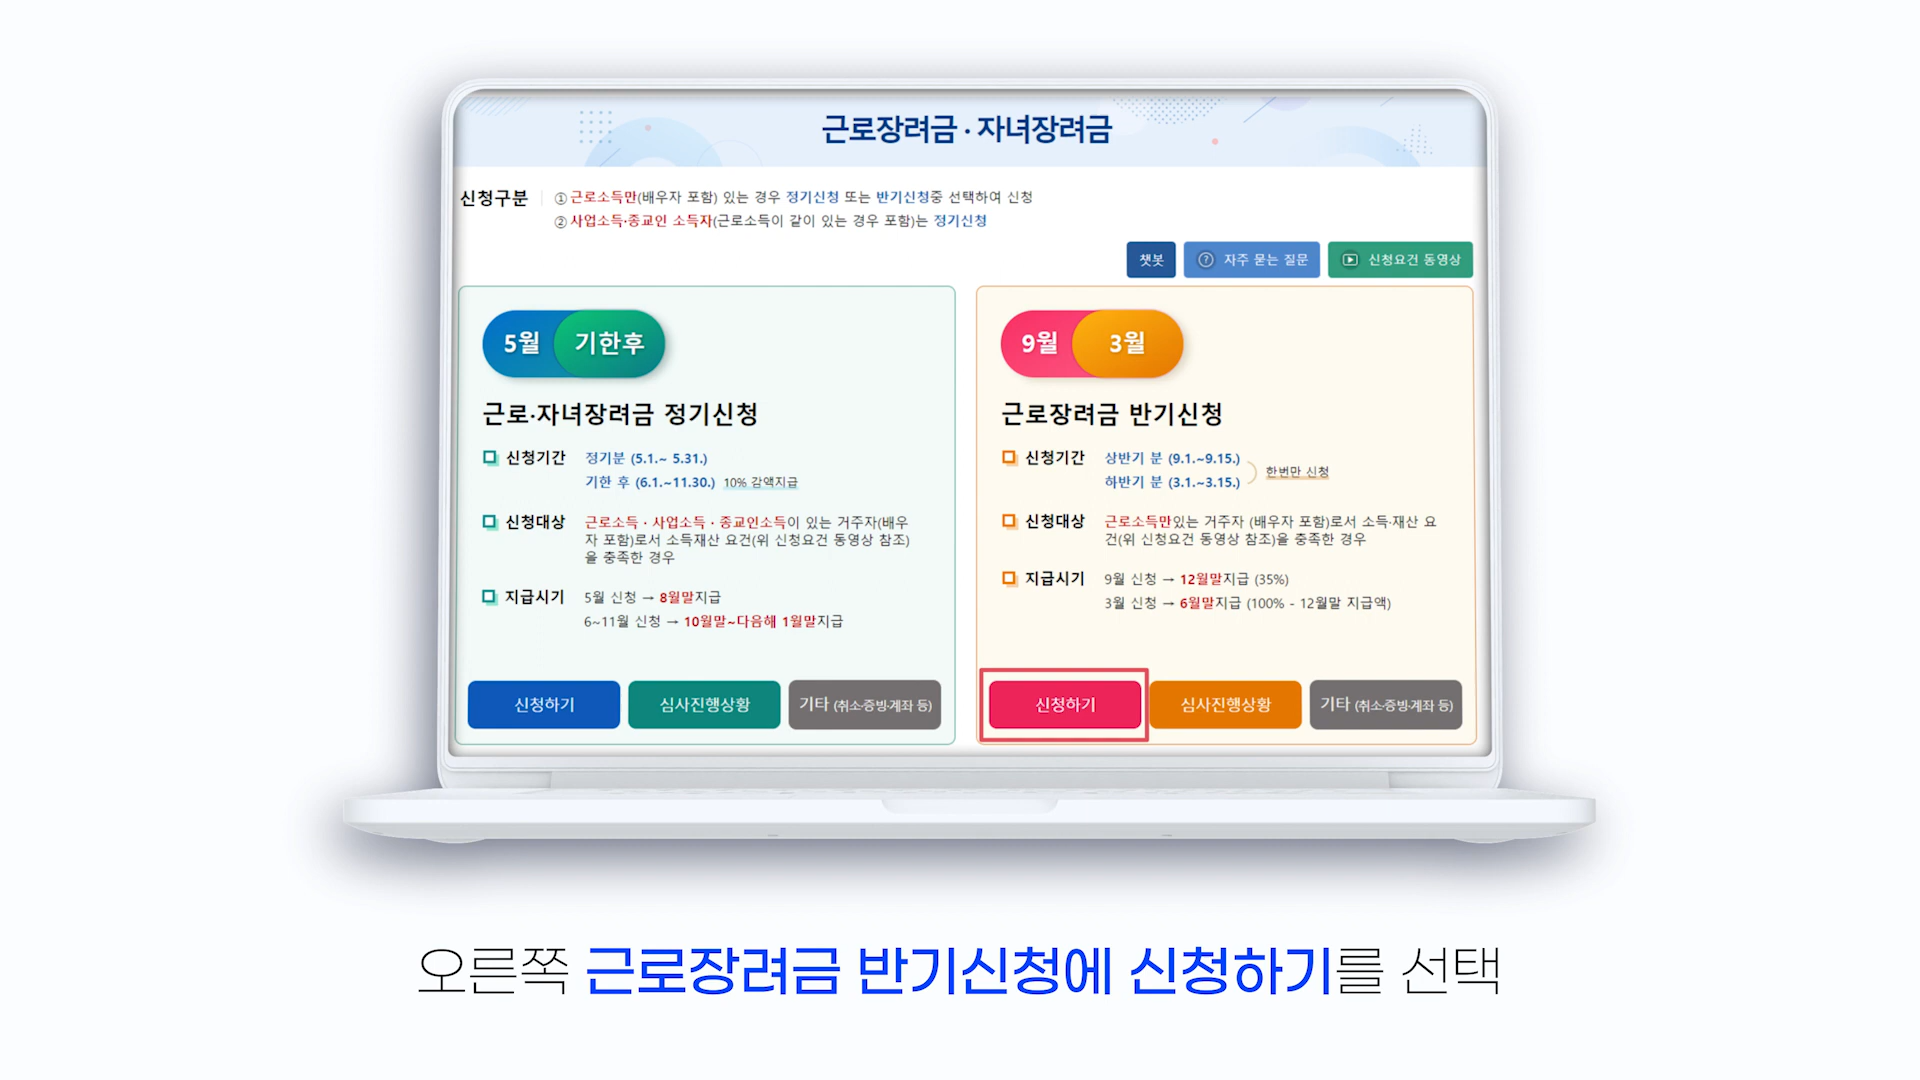 근로장려금 · 자녀장려금
신청구분
① 근로소득만(배우자 포함) 있는 경우 정기신청 또는 반기신청중 선택하여 신청
② 사업소득·종교인 소득자(근로소득이 같이 있는 경우 포함)는 정기신청
챗봇
자주 묻는 질문
신청요건 동영상
5월 기한후
근로·자녀장려금 정기신청
신청기간 정기분 (5.1.~ 5.31.)
기한 후 (6.1.~11.30.) 10% 감액지급
신청대상 근로소득 · 사업소득 · 종교인소득이 있는 거주자(배우
자 포함)로서 소득재산 요건(위 신청요건 동영상 참조)
을 충족한 경우
지급시기 5월 신청 → 8월말지급
6~11월 신청 → 10월말~다음해 1월말지급
신청하기
심사진행상황
기타 (취소·증빙·계좌 등)
9월 3월
근로장려금 반기신청
신청기간 상반기 분 (9.1.~9.15.)
하반기 분 (3.1.~3.15.)
한번만 신청
신청대상 근로소득만있는 거주자 (배우자 포함)로서 소득·재산 요
건(위 신청요건 동영상 참조)을 충족한 경우
지급시기 9월 신청 → 12월말지급 (35%)
3월 신청 → 6월말지급 (100% - 12월말 지급액)
신청하기
심사진행상황
기타 (취소·증빙·계좌 등)
오른쪽 근로장려금 반기신청에 신청하기를 선택